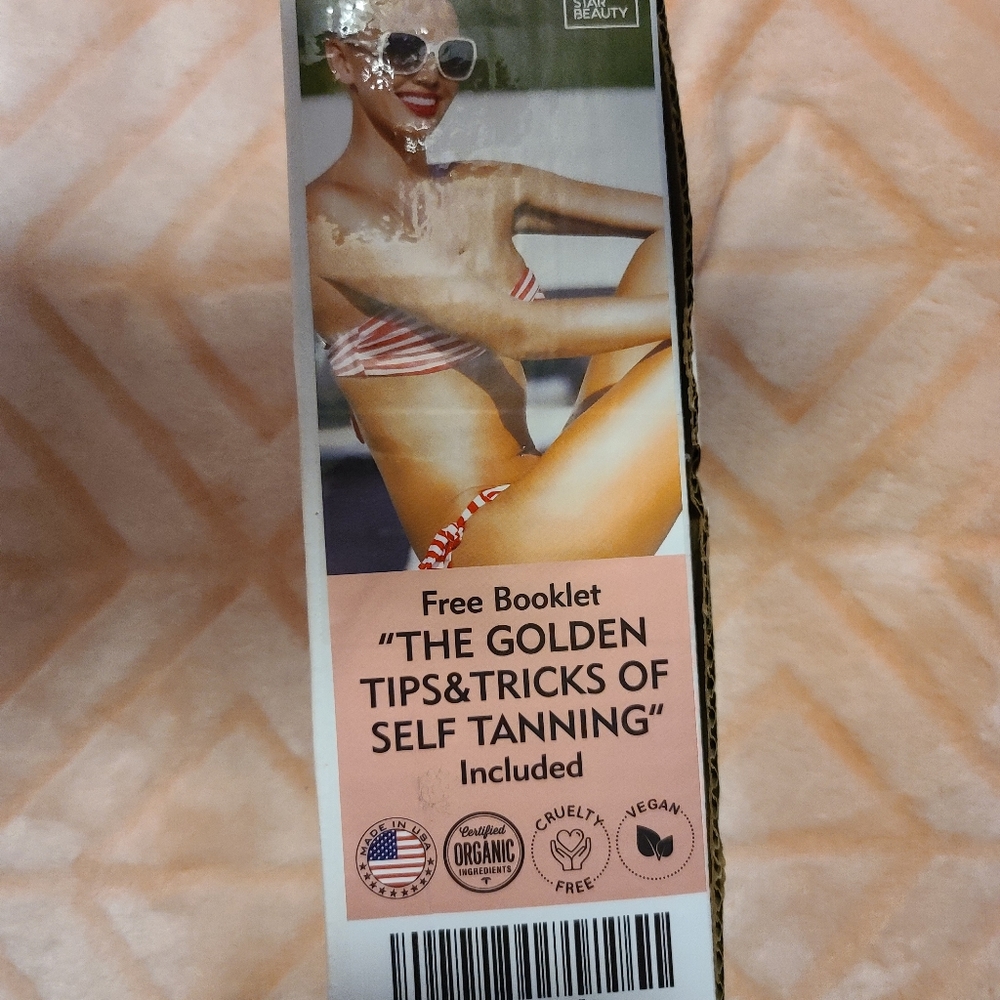 STAR
BEAUTY
Free Booklet
“THE GOLDEN
TIPS&TRICKS OF
SELF TANNING“
Included
MADE IN USA
Certified
ORGANIC
INGREDIENTS
CRUELTY
FREE
VEGAN